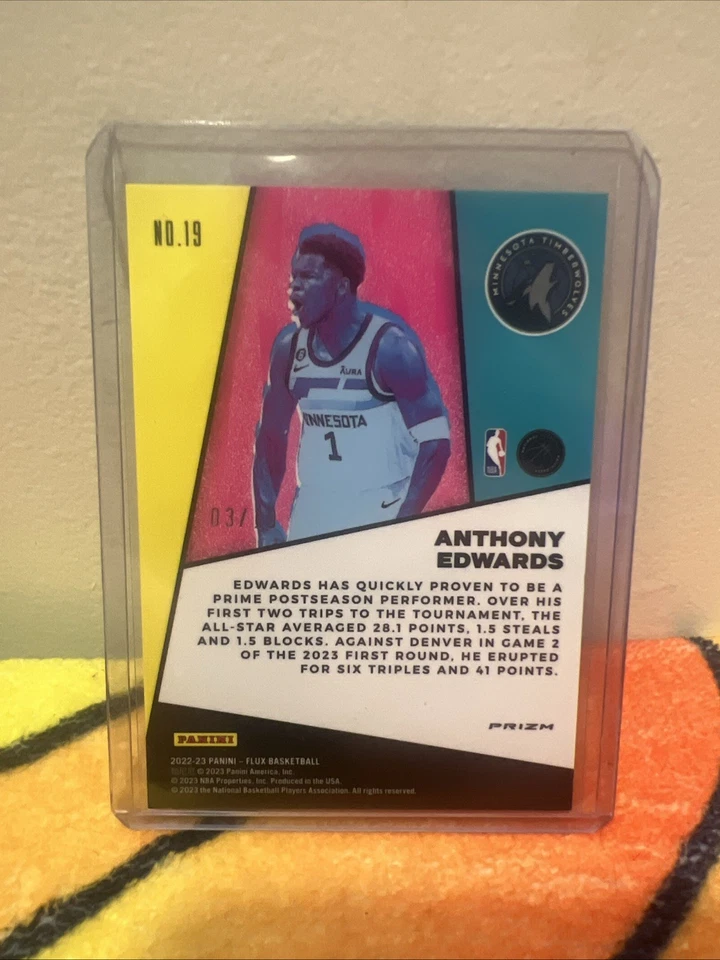 NO.19
MINNESOTA TIMBERWOLVES
AURA
INNESOTA
1
NBA
03/
ANTHONY
EDWARDS
EDWARDS HAS QUICKLY PROVEN TO BE A
PRIME POSTSEASON PERFORMER. OVER HIS
FIRST TWO TRIPS TO THE TOURNAMENT, THE
ALL-STAR AVERAGED 28.1 POINTS, 1.5 STEALS
AND 1.5 BLOCKS. AGAINST DENVER IN GAME 2
OF THE 2023 FIRST ROUND, HE ERUPTED
FOR SIX TRIPLES AND 41 POINTS.
PRIZM
PANINI
2022-23 PANINI – FLUX BASKETBALL
© 2023 Panini America, Inc.
© 2023 NBA Properties, Inc. Produced in the USA.
© 2023 the National Basketball Players Association. All rights reserved.